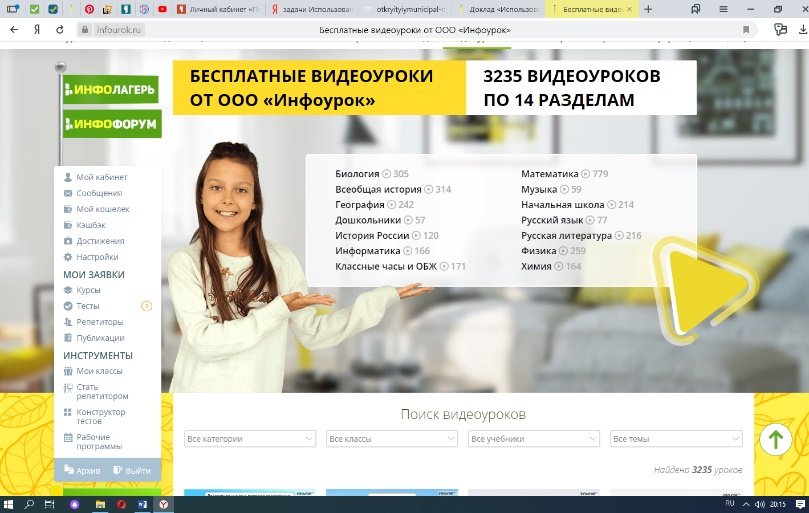 Личный кабинет «П
задачи Использован
otkrytyiymunicipal-n
Доклад «Использов
Бесплатные видес
infourok.ru
Бесплатные видеоуроки от ООО «Инфоурок»
ИНФОЛАГЕРЬ
ИНФОФОРУМ
БЕСПЛАТНЫЕ ВИДЕОУРОКИ
ОТ ООО «Инфоурок»
3235 ВИДЕОУРОКОВ
ПО 14 РАЗДЕЛАМ
Мой кабинет
Сообщения
Мой кошелек
Кэшбэк
Достижения
Настройки
МОИ ЗАЯВКИ
Курсы
Тесты 1
Репетиторы
Публикации
ИНСТРУМЕНТЫ
Мои классы
Стать
репетитором
Конструктор
тестов
Рабочие
программы
Архив Выйти
Биология 305
Всеобщая история 314
География 242
Дошкольники 57
История России 120
Информатика 166
Классные часы и ОБЖ 171
Математика 779
Музыка 59
Начальная школа 214
Русский язык 77
Русская литература 216
Физика 259
Химия 164
Поиск видеоуроков
Все категории
Все классы
Все учебники
Все темы
Найдено 3235 уроков
RU 20:15